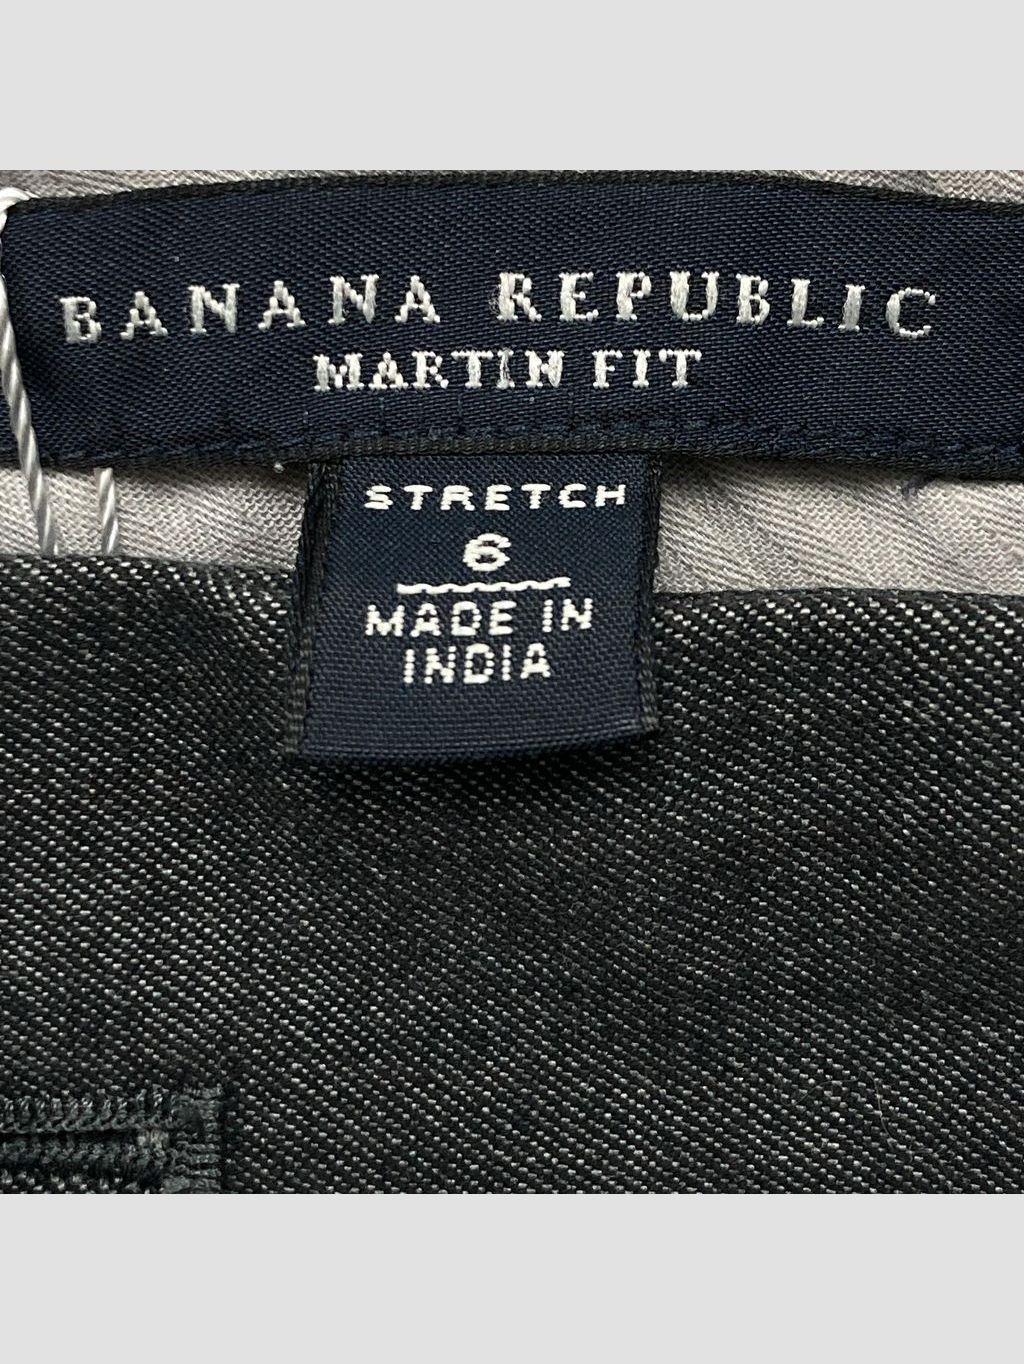 BANANA REPUBLIC
MARTIN FIT
STRETCH
6
MADE IN
INDIA